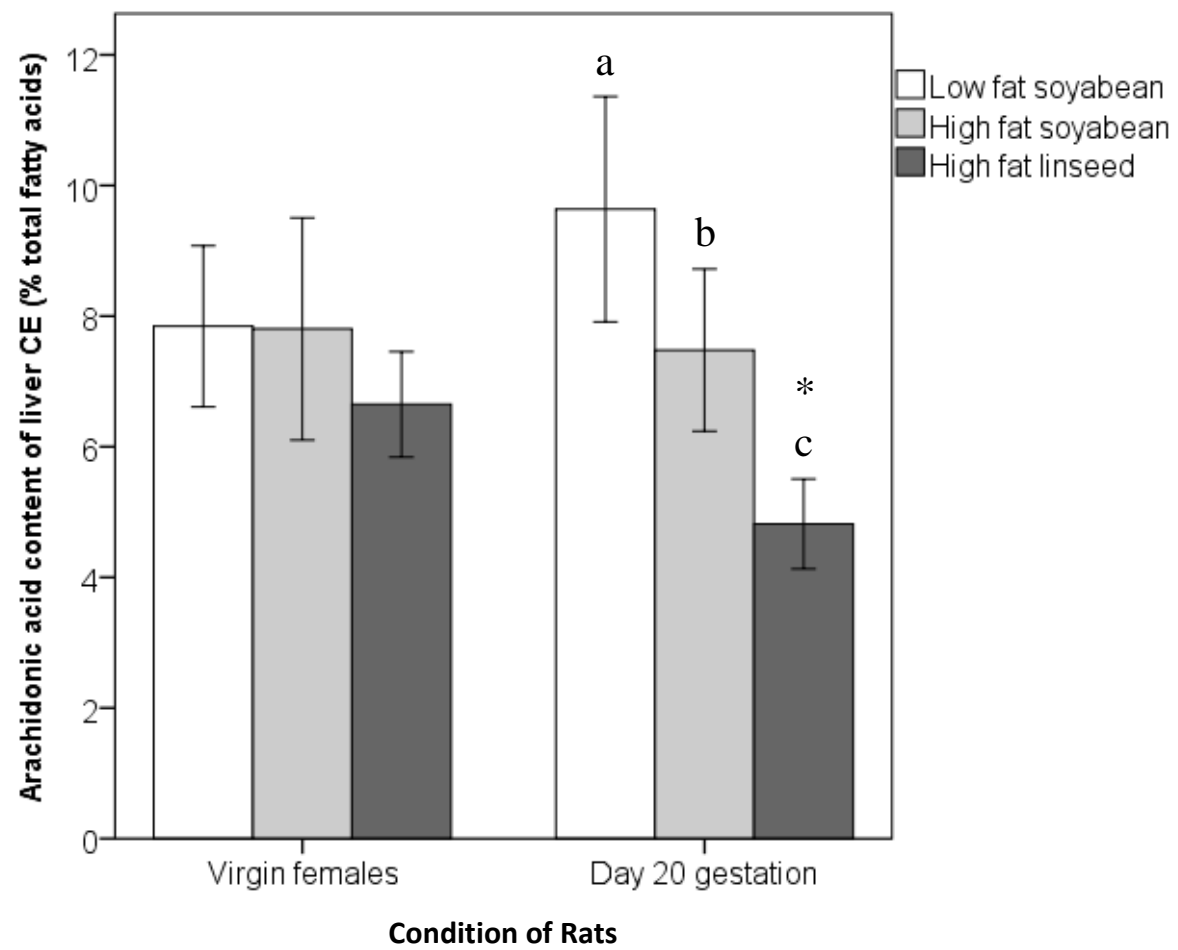 Arachidonic acid content of liver CE (% total fatty acids)
12
10
8
6
4
2
0
a
b
*
c
Low fat soyabean
High fat soyabean
High fat linseed
Virgin females
Day 20 gestation
Condition of Rats